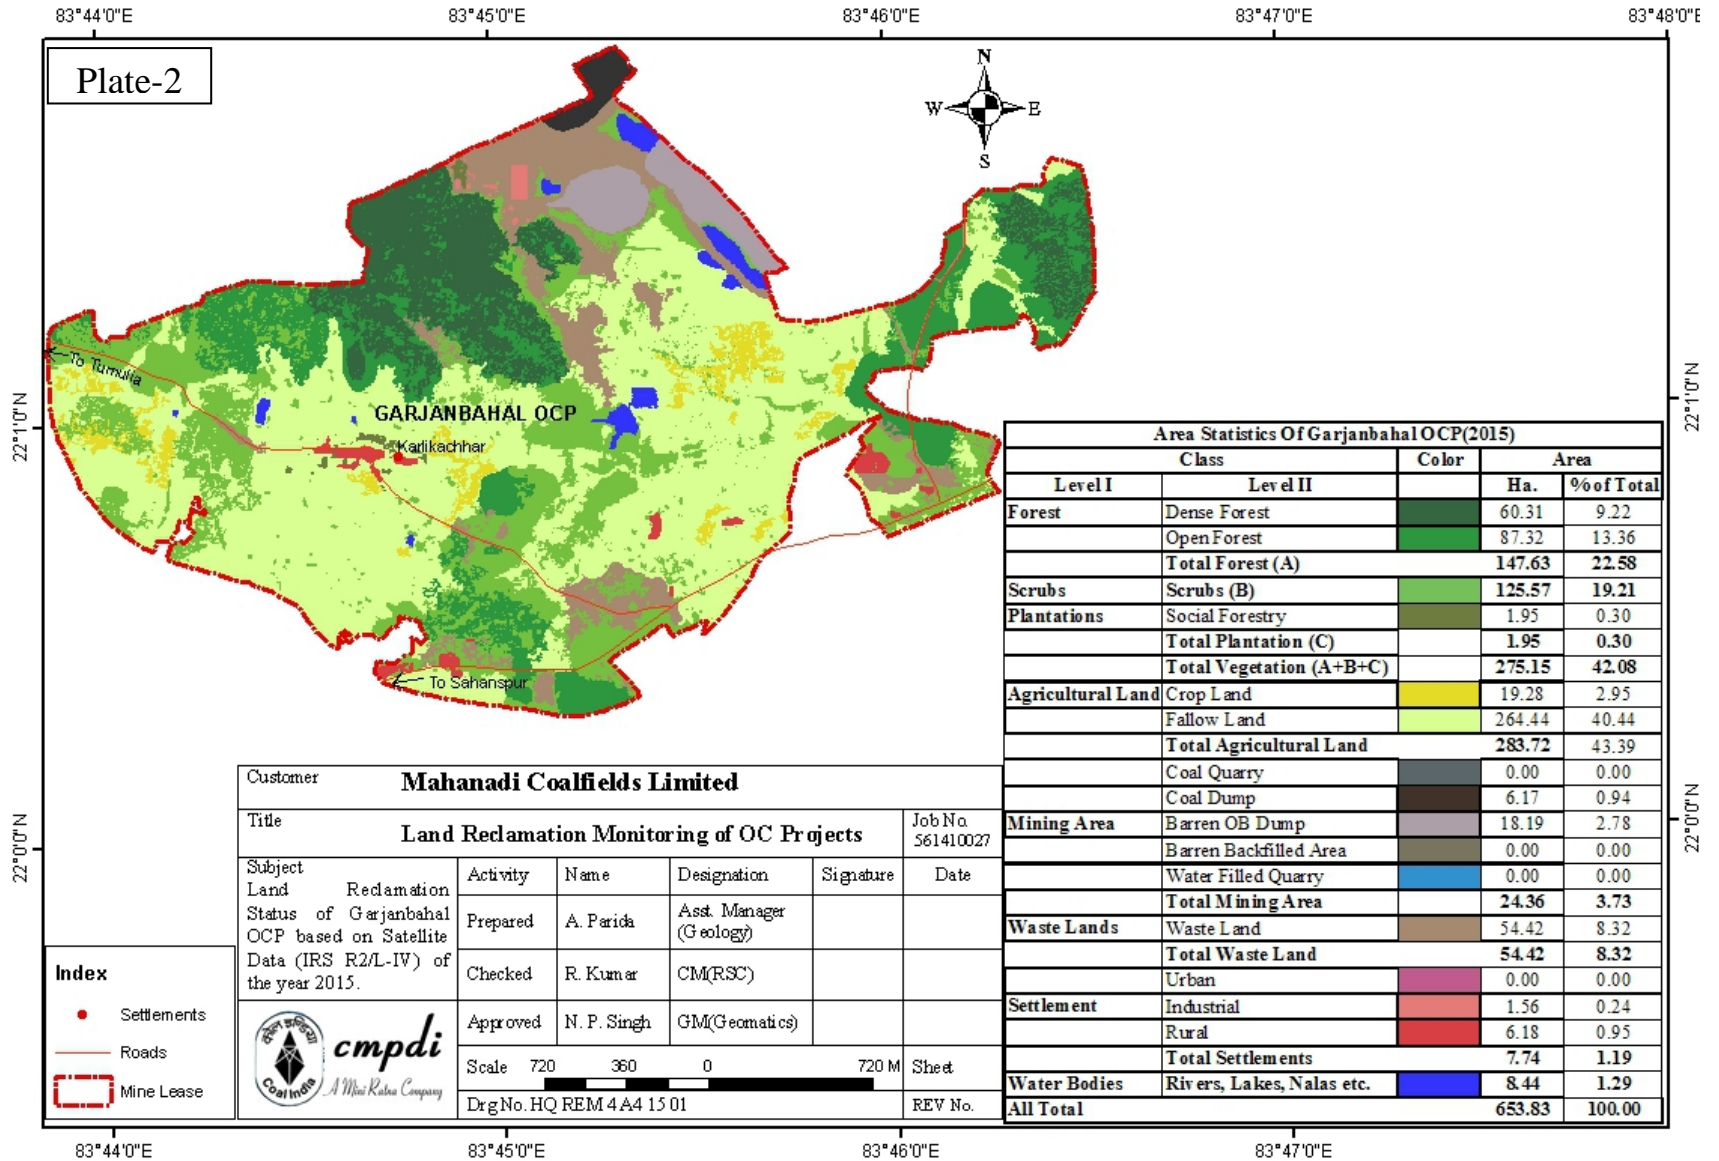 83°44'0"E 83°45'0"E 83°46'0"E 83°47'0"E 83°48'0"E
Plate-2
N
W E
S
22°1'0"N
22°1'0"N
22°0'0"N
22°0'0"N
To Tumulia
GARJANBAHAL OCP
Karlikachhar
To Sahanspur
Area Statistics Of Garjanbahal OCP(2015)
Class Color Area
Level I Level II Ha. % of Total
Forest Dense Forest 60.31 9.22
Open Forest 87.32 13.36
Total Forest (A) 147.63 22.58
Scrubs Scrubs (B) 125.57 19.21
Plantations Social Forestry 1.95 0.30
Total Plantation (C) 1.95 0.30
Total Vegetation (A+B+C) 275.15 42.08
Agricultural Land Crop Land 19.28 2.95
Fallow Land 264.44 40.44
Total Agricultural Land 283.72 43.39
Coal Quarry 0.00 0.00
Coal Dump 6.17 0.94
Mining Area Barren OB Dump 18.19 2.78
Barren Backfilled Area 0.00 0.00
Water Filled Quarry 0.00 0.00
Total Mining Area 24.36 3.73
Waste Lands Waste Land 54.42 8.32
Total Waste Land 54.42 8.32
Urban 0.00 0.00
Settlement Industrial 1.56 0.24
Rural 6.18 0.95
Total Settlements 7.74 1.19
Water Bodies Rivers, Lakes, Nalas etc. 8.44 1.29
All Total 653.83 100.00
Customer Mahanadi Coalfields Limited
Title Land Reclamation Monitoring of OC Projects
Job No.
561410027
Subject
Land Reclamation
Status of Garjanbahal
OCP based on Satellite
Data (IRS R2/L-IV) of
the year 2015.
Activity Name Designation Signature Date
Prepared A. Parida Asst. Manager
(Geology)
Checked R. Kumar CM(RSC)
Approved N. P. Singh GM(Geomatics)
Scale 720 360 0 720 M Sheet
Drg No. HQ REM 4 A4 15 01 REV No.
कोल इण्डिया
Coal India
cmpdi
A Mini Ratna Company
Index
Settlements
Roads
Mine Lease
83°44'0"E 83°45'0"E 83°46'0"E 83°47'0"E